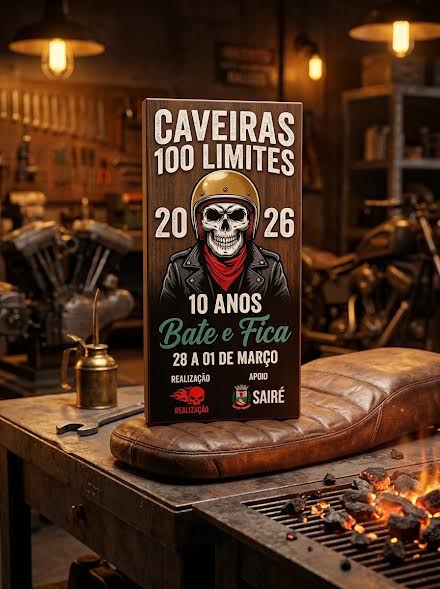 CAVEIRAS
100 LIMITES
20 26
10 ANOS
Bate e Fica
28 A 01 DE MARÇO
REALIZAÇÃO APOIO
REALIZAÇÃO SAIRÉ